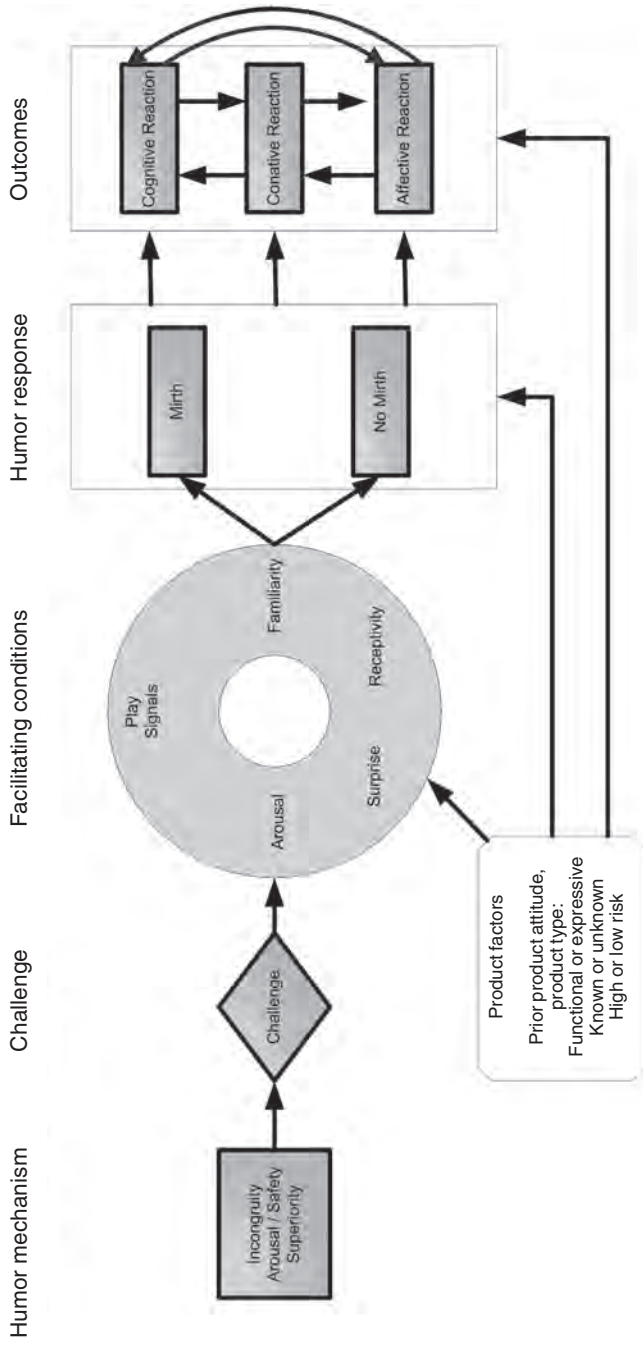 Humor mechanism
Challenge
Facilitating conditions
Humor response
Outcomes
Incongruity
Arousal / Safety
Superiority
Challenge
Play
Signals
Arousal
Familiarity
Surprise
Receptivity
Mirth
No Mirth
Cognitive Reaction
Conative Reaction
Affective Reaction
Product factors
Prior product attitude,
product type:
Functional or expressive
Known or unknown
High or low risk